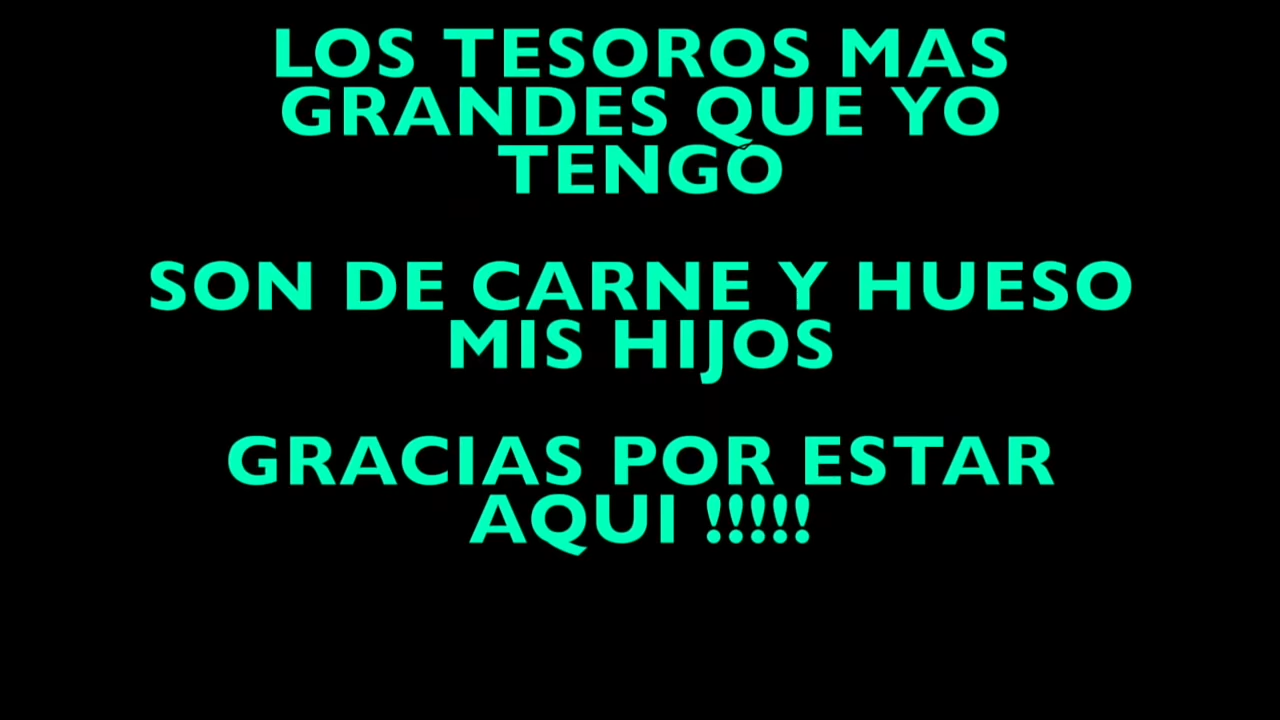 LOS TESOROS MAS
GRANDES QUE YO
TENGO
SON DE CARNE Y HUESO
MIS HIJOS
GRACIAS POR ESTAR
AQUI !!!!!